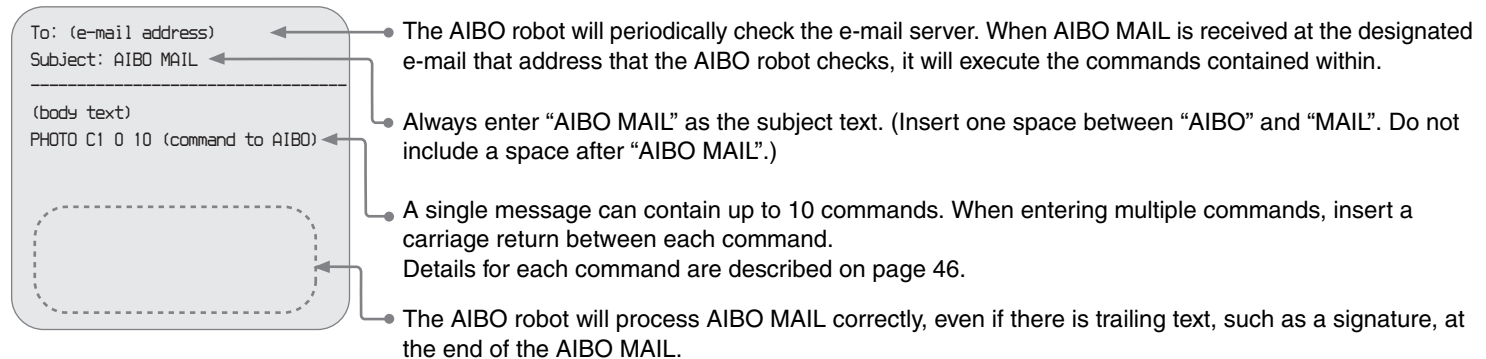 To: (e-mail address)
Subject: AIBO MAIL
(body text)
PHOTO C1 0 10 (command to AIBO)
The AIBO robot will periodically check the e-mail server. When AIBO MAIL is received at the designated
e-mail that address that the AIBO robot checks, it will execute the commands contained within.
Always enter “AIBO MAIL” as the subject text. (Insert one space between “AIBO” and “MAIL”. Do not
include a space after “AIBO MAIL”.)
A single message can contain up to 10 commands. When entering multiple commands, insert a
carriage return between each command.
Details for each command are described on page 46.
The AIBO robot will process AIBO MAIL correctly, even if there is trailing text, such as a signature, at
the end of the AIBO MAIL.